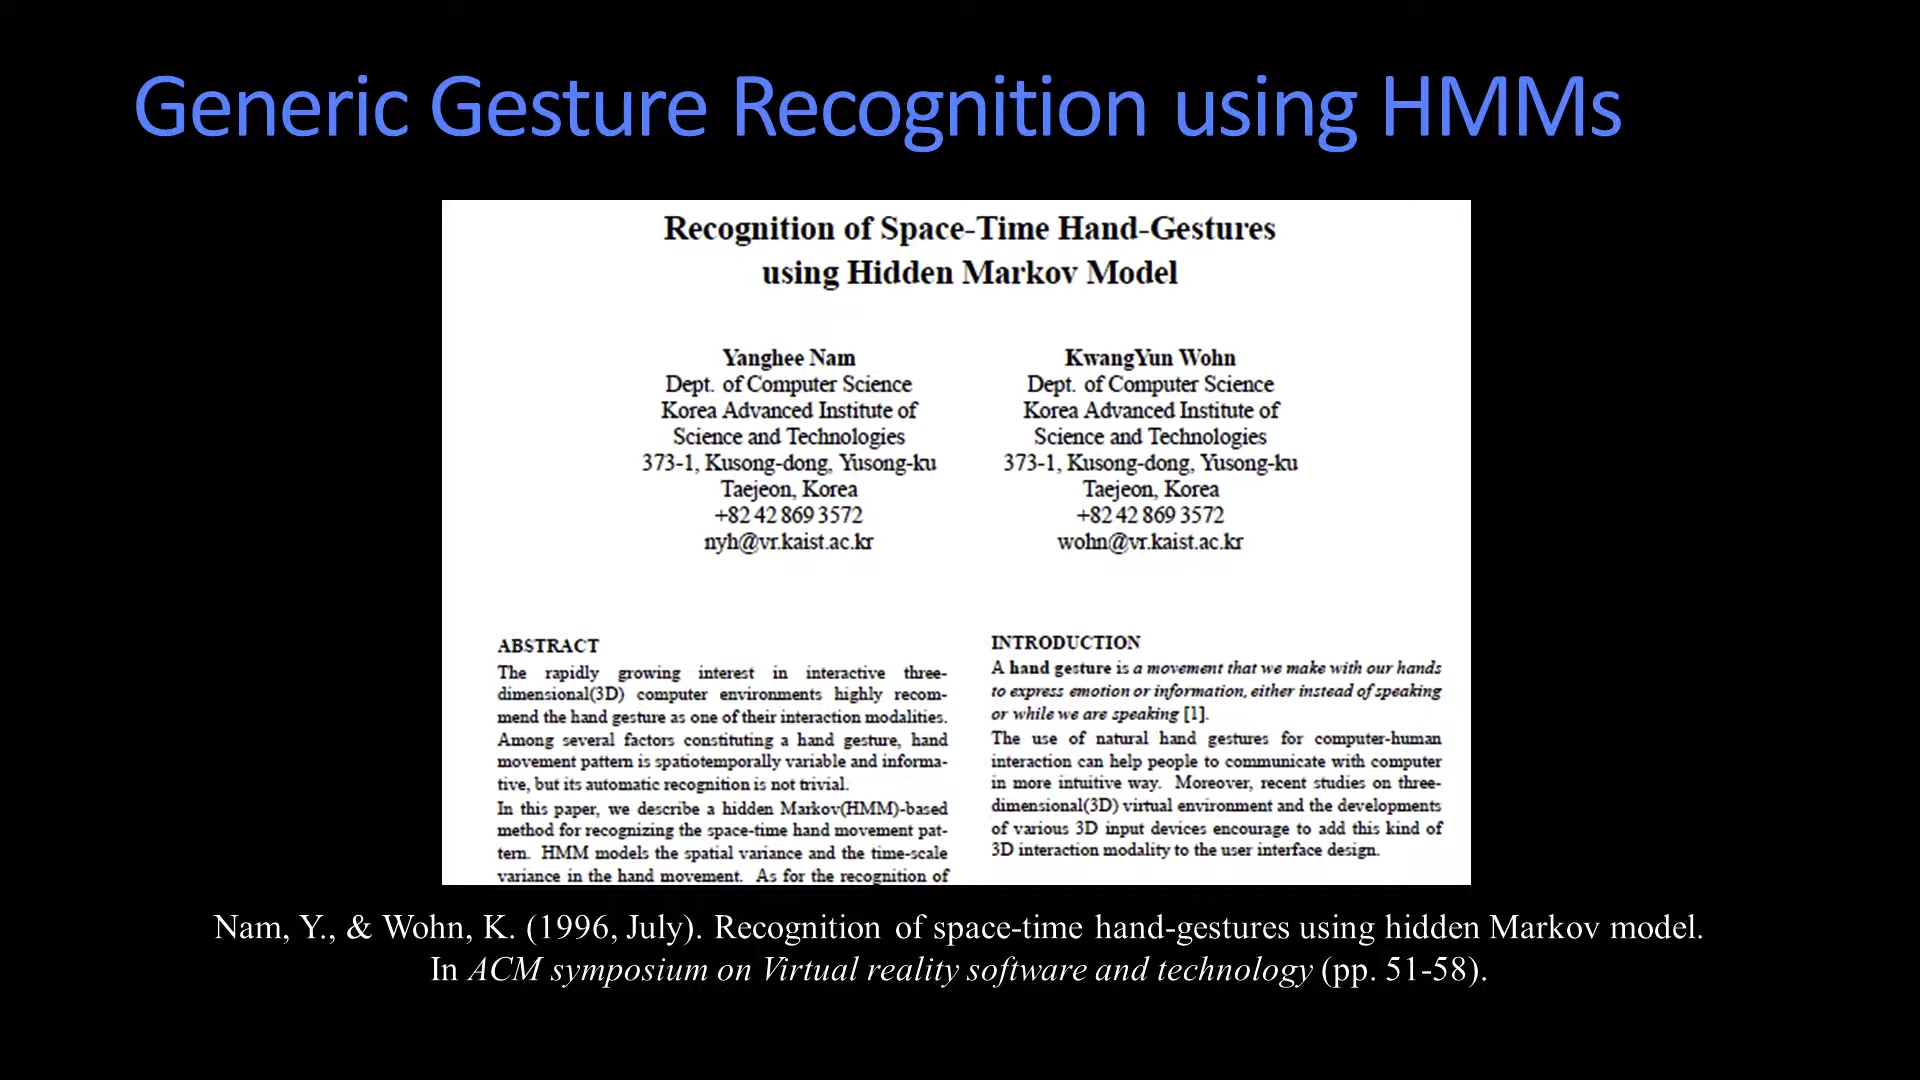 Generic Gesture Recognition using HMMs
Recognition of Space-Time Hand-Gestures
using Hidden Markov Model
Yanghee Nam
Dept. of Computer Science
Korea Advanced Institute of
Science and Technologies
373-1, Kusong-dong, Yusong-ku
Taejeon, Korea
+82 42 869 3572
nyh@vr.kaist.ac.kr
KwangYun Wohn
Dept. of Computer Science
Korea Advanced Institute of
Science and Technologies
373-1, Kusong-dong, Yusong-ku
Taejeon, Korea
+82 42 869 3572
wohn@vr.kaist.ac.kr
ABSTRACT
The rapidly growing interest in interactive three-
dimensional(3D) computer environments highly recom-
mend the hand gesture as one of their interaction modalities.
Among several factors constituting a hand gesture, hand
movement pattern is spatiotemporally variable and informa-
tive, but its automatic recognition is not trivial.
In this paper, we describe a hidden Markov(HMM)-based
method for recognizing the space-time hand movement pat-
tern. HMM models the spatial variance and the time-scale
variance in the hand movement. As for the recognition of
INTRODUCTION
A hand gesture is a movement that we make with our hands
to express emotion or information, either instead of speaking
or while we are speaking [1].
The use of natural hand gestures for computer-human
interaction can help people to communicate with computer
in more intuitive way. Moreover, recent studies on three-
dimensional(3D) virtual environment and the developments
of various 3D input devices encourage to add this kind of
3D interaction modality to the user interface design.
Nam, Y., & Wohn, K. (1996, July). Recognition of space-time hand-gestures using hidden Markov model.
In ACM symposium on Virtual reality software and technology (pp. 51-58).